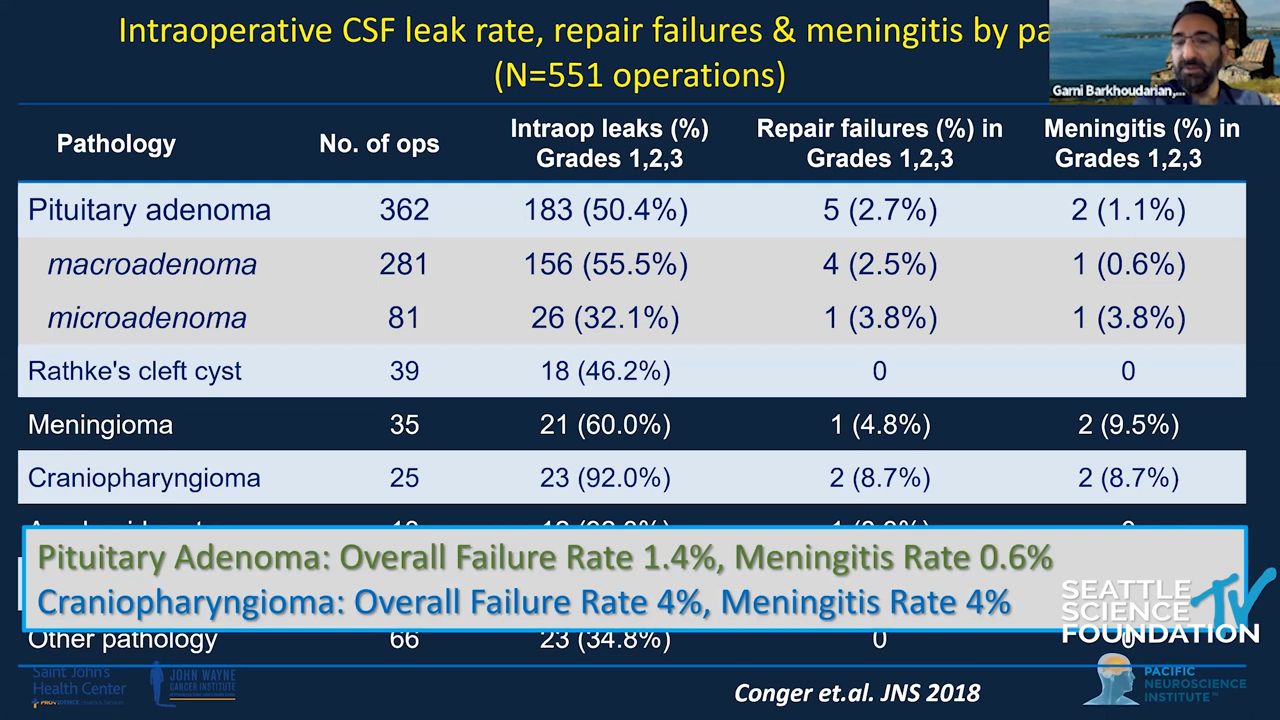 Intraoperative CSF leak rate, repair failures & meningitis by
(N=551 operations)
Garni Barkhoudarian,...
Pathology No. of ops Intraop leaks (%) Grades 1,2,3 Repair failures (%) in Grades 1,2,3 Meningitis (%) in Grades 1,2,3
Pituitary adenoma 362 183 (50.4%) 5 (2.7%) 2 (1.1%)
macroadenoma 281 156 (55.5%) 4 (2.5%) 1 (0.6%)
microadenoma 81 26 (32.1%) 1 (3.8%) 1 (3.8%)
Rathke's cleft cyst 39 18 (46.2%) 0 0
Meningioma 35 21 (60.0%) 1 (4.8%) 2 (9.5%)
Craniopharyngioma 25 23 (92.0%) 2 (8.7%) 2 (8.7%)
Pituitary Adenoma: Overall Failure Rate 1.4%, Meningitis Rate 0.6%
Craniopharyngioma: Overall Failure Rate 4%, Meningitis Rate 4%
Other pathology 66 23 (34.8%) 0 0
SEATTLE
SCIENCE TV
FOUNDATION
Saint John's
Health Center
PROVIDENCE Health & Services
JOHN WAYNE
CANCER INSTITUTE
Conger et.al. JNS 2018
PACIFIC
NEUROSCIENCE
INSTITUTE